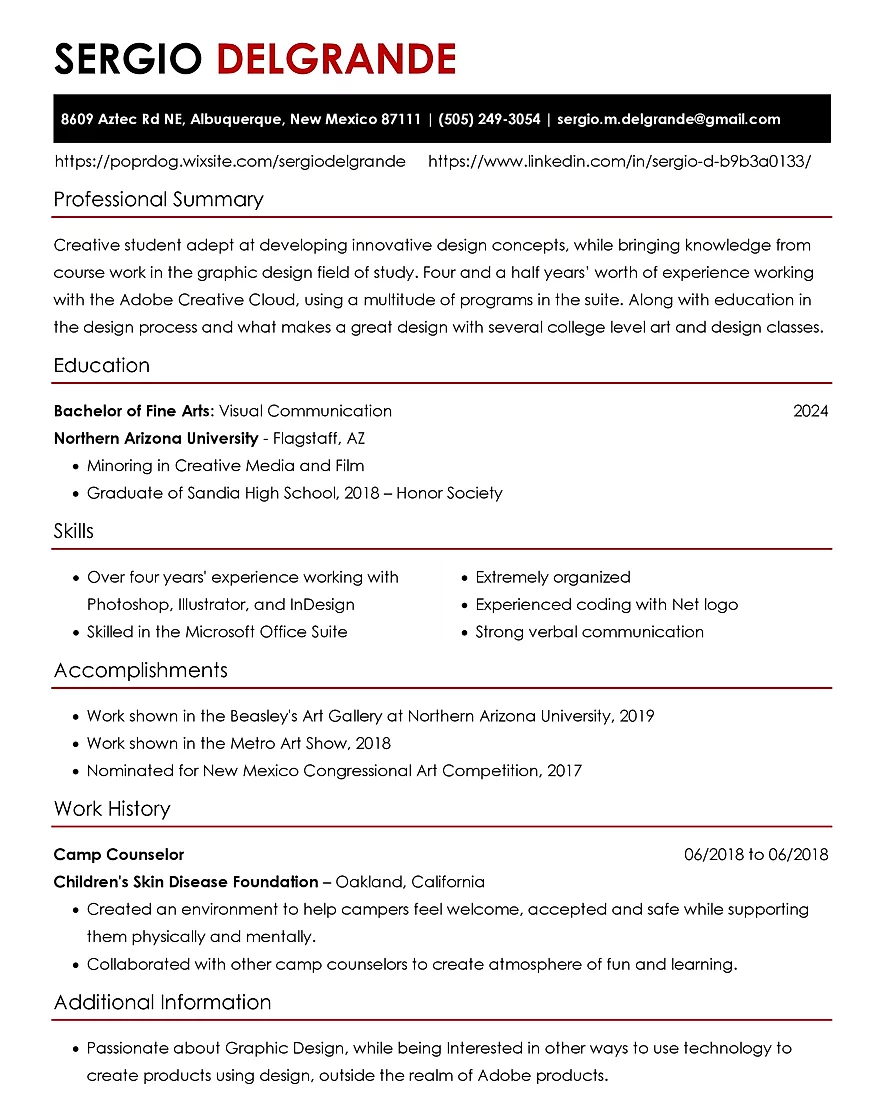 SERGIO DELGRANDE
8609 Aztec Rd NE, Albuquerque, New Mexico 87111 | (505) 249-3054 | sergio.m.delgrande@gmail.com
https://poprdog.wixsite.com/sergiodelgrande https://www.linkedin.com/in/sergio-d-b9b3a0133/
Professional Summary
Creative student adept at developing innovative design concepts, while bringing knowledge from
course work in the graphic design field of study. Four and a half years' worth of experience working
with the Adobe Creative Cloud, using a multitude of programs in the suite. Along with education in
the design process and what makes a great design with several college level art and design classes.
Education
Bachelor of Fine Arts: Visual Communication 2024
Northern Arizona University - Flagstaff, AZ
• Minoring in Creative Media and Film
• Graduate of Sandia High School, 2018 – Honor Society
Skills
• Over four years' experience working with
Photoshop, Illustrator, and InDesign
• Skilled in the Microsoft Office Suite
• Extremely organized
• Experienced coding with Net logo
• Strong verbal communication
Accomplishments
• Work shown in the Beasley's Art Gallery at Northern Arizona University, 2019
• Work shown in the Metro Art Show, 2018
• Nominated for New Mexico Congressional Art Competition, 2017
Work History
Camp Counselor 06/2018 to 06/2018
Children's Skin Disease Foundation – Oakland, California
• Created an environment to help campers feel welcome, accepted and safe while supporting
them physically and mentally.
• Collaborated with other camp counselors to create atmosphere of fun and learning.
Additional Information
• Passionate about Graphic Design, while being Interested in other ways to use technology to
create products using design, outside the realm of Adobe products.